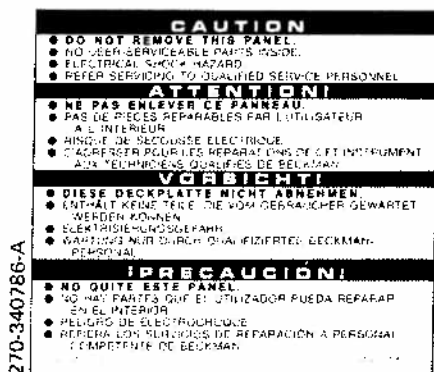 CAUTION
● DO NOT REMOVE THIS PANEL.
● NO USER-SERVICEABLE PARTS INSIDE.
● ELECTRICAL SHOCK HAZARD
● REFER SERVICING TO QUALIFIED SERVICE PERSONNEL
ATTENTION!
● NE PAS ENLEVER CE PANNEAU.
● PAS DE PIECES REPARABLES PAR L'UTILISATEUR
A L'INTERIEUR
● RISQUE DE SECOUSSE ELECTRIQUE.
● S'ADRESSER POUR LES REPARATIONS DE CET INSTRUMENT
AUX TECHNICIENS QUALIFIES DE BECKMAN
VORSICHT!
● DIESE DECKPLATTE NICHT ABNEHMEN.
● ENTHÄLT KEINE TEILE, DIE VOM GEBRAUCHER GEWARTET
WERDEN KÖNNEN
● ELEKTRISIERUNGSGEFAHR
● WARTUNG NUR DURCH QUALIFIZIERTES BECKMAN-
PERSONAL
¡PRECAUCIÓN!
● NO QUITE ESTE PANEL.
● NO HAY PARTES QUE EL UTILIZADOR PUEDA REPARAR
EN EL INTERIOR
● PELIGRO DE ELECTROCHOQUE
● REFIERA LOS SERVICIOS DE REPARACIÓN A PERSONAL
COMPETENTE DE BECKMAN
270-340786-A